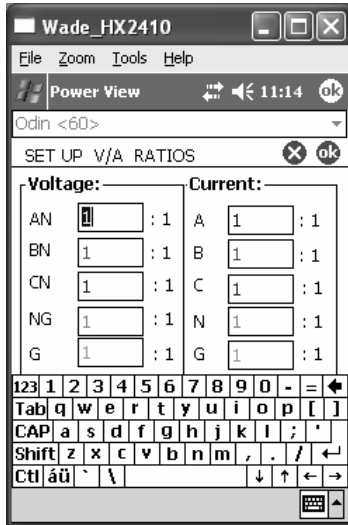 Wade_HX2410
File Zoom Tools Help
Power View 11:14 ok
Odin <60>
SET UP V/A RATIOS ok
Voltage: Current:
AN 1 : 1 A 1 : 1
BN 1 : 1 B 1 : 1
CN 1 : 1 C 1 : 1
NG 1 : 1 N 1 : 1
G 1 : 1 G 1 : 1
123 1 2 3 4 5 6 7 8 9 0 - =
Tab q w e r t y u i o p [ ]
CAP a s d f g h j k l ; '
Shift z x c v b n m , . /
Ctl áü ` \